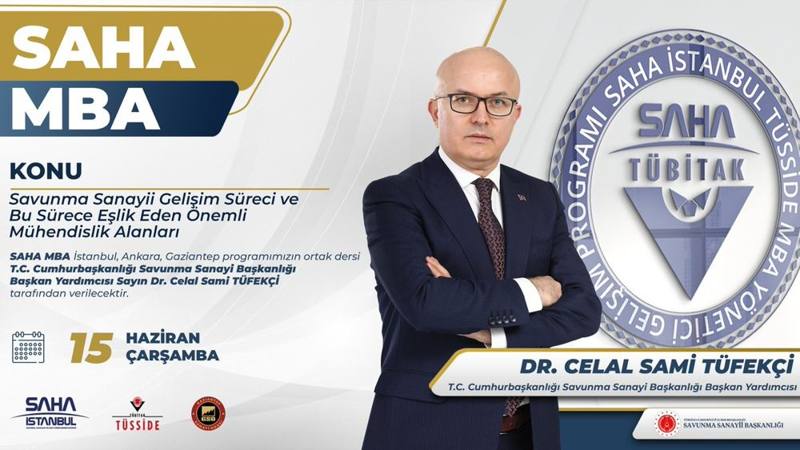 SAHA
MBA
KONU
Savunma Sanayii Gelişim Süreci ve
Bu Sürece Eşlik Eden Önemli
Mühendislik Alanları
SAHA MBA İstanbul, Ankara, Gaziantep programımızın ortak dersi
T.C. Cumhurbaşkanlığı Savunma Sanayi Başkanlığı
Başkan Yardımcısı Sayın Dr. Celal Sami TÜFEKÇİ
tarafından verilecektir.
15
HAZİRAN
ÇARŞAMBA
SAHA
İSTANBUL
TÜBİTAK
TÜSSİDE
SAHA İSTANBUL TÜSSİDE MBA YÖNETİCİ GELİŞİM PROGRAMI
SAHA
TÜBİTAK
DR. CELAL SAMİ TÜFEKÇİ
T.C. Cumhurbaşkanlığı Savunma Sanayi Başkanlığı Başkan Yardımcısı
SAVUNMA SANAYİİ BAŞKANLIĞI